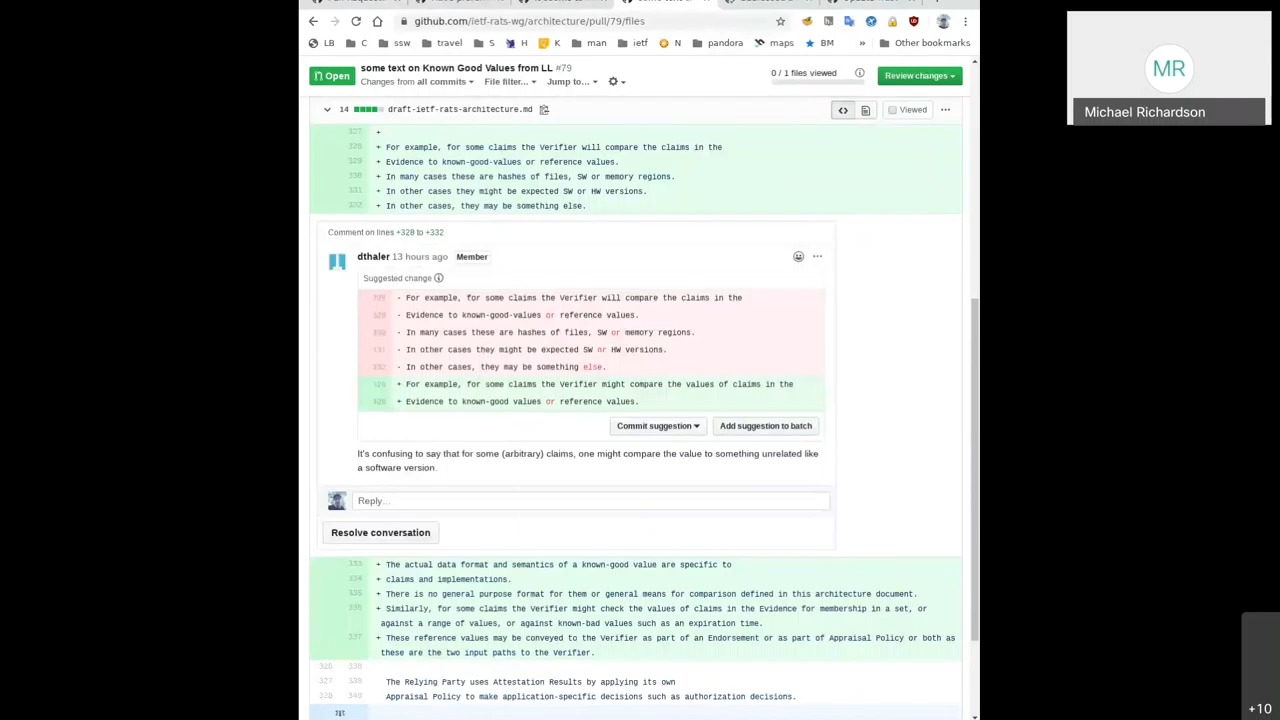 github.com/ietf-rats-wg/architecture/pull/79/files
LB C ssw travel S H K man ietf N pandora maps BM » Other bookmarks
Open
some text on Known Good Values from LL #79
Changes from all commits File filter... Jump to...
0 / 1 files viewed
Review changes
14 draft-ietf-rats-architecture.md
Viewed
327 +
328 + For example, for some claims the Verifier will compare the claims in the
329 + Evidence to known-good-values or reference values.
330 + In many cases these are hashes of files, SW or memory regions.
331 + In other cases they might be expected SW or HW versions.
332 + In other cases, they may be something else.
Comment on lines +328 to +332
dthaler 13 hours ago Member
Suggested change
- For example, for some claims the Verifier will compare the claims in the
- Evidence to known-good-values or reference values.
- In many cases these are hashes of files, SW or memory regions.
- In other cases they might be expected SW or HW versions.
- In other cases, they may be something else.
+ For example, for some claims the Verifier might compare the values of claims in the
+ Evidence to known-good values or reference values.
Commit suggestion Add suggestion to batch
It's confusing to say that for some (arbitrary) claims, one might compare the value to something unrelated like
a software version.
Reply...
Resolve conversation
333 + The actual data format and semantics of a known-good value are specific to
334 + claims and implementations.
335 + There is no general purpose format for them or general means for comparison defined in this architecture document.
336 + Similarly, for some claims the Verifier might check the values of claims in the Evidence for membership in a set, or
against a range of values, or against known-bad values such as an expiration time.
337 + These reference values may be conveyed to the Verifier as part of an Endorsement or as part of Appraisal Policy or both as
these are the two input paths to the Verifier.
326 338
327 339 The Relying Party uses Attestation Results by applying its own
328 340 Appraisal Policy to make application-specific decisions such as authorization decisions.
MR
Michael Richardson
+10